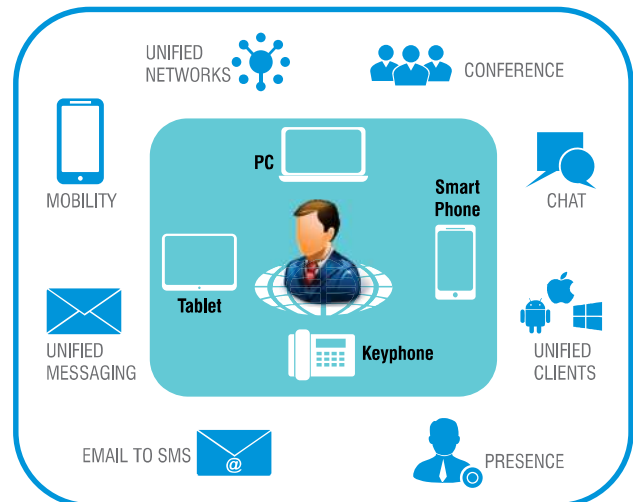 UNIFIED
NETWORKS
CONFERENCE
PC
Smart
Phone
MOBILITY
CHAT
Tablet
Keyphone
UNIFIED
MESSAGING
UNIFIED
CLIENTS
EMAIL TO SMS
@
PRESENCE